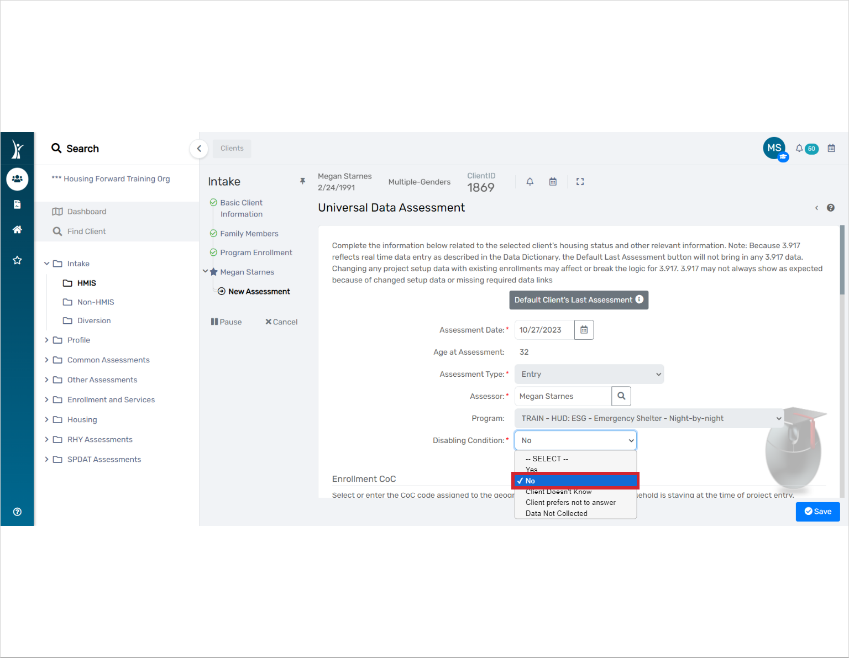 Search
*** Housing Forward Training Org
Dashboard
Find Client
Intake
HMIS
Non-HMIS
Diversion
Profile
Common Assessments
Other Assessments
Enrollment and Services
Housing
RHY Assessments
SPDAT Assessments
Clients
MS
60
Intake
Basic Client
Information
Family Members
Program Enrollment
Megan Starnes
New Assessment
Pause
Cancel
Megan Starnes
2/24/1991
Multiple-Genders
ClientID
1869
Universal Data Assessment
Complete the information below related to the selected client's housing status and other relevant information. Note: Because 3.917
reflects real time data entry as described in the Data Dictionary, the Default Last Assessment button will not bring in any 3.917.
Changing any project setup data with existing enrollments may affect or break the logic for 3.917. 3.917 may not always show as expected
because of changed setup data or missing required data links
Default Client's Last Assessment
Assessment Date:* 10/27/2023
Age at Assessment: 32
Assessment Type:* Entry
Assessor:* Megan Starnes
Program: TRAIN - HUD: ESG - Emergency Shelter - Night-by-night
Disabling Condition:* No
-- SELECT --
Yes
No
Client Doesn't Know
Client prefers not to answer
Data Not Collected
Enrollment CoC
Select or enter the CoC code assigned to the geog
household is staying at the time of project entry.
Save